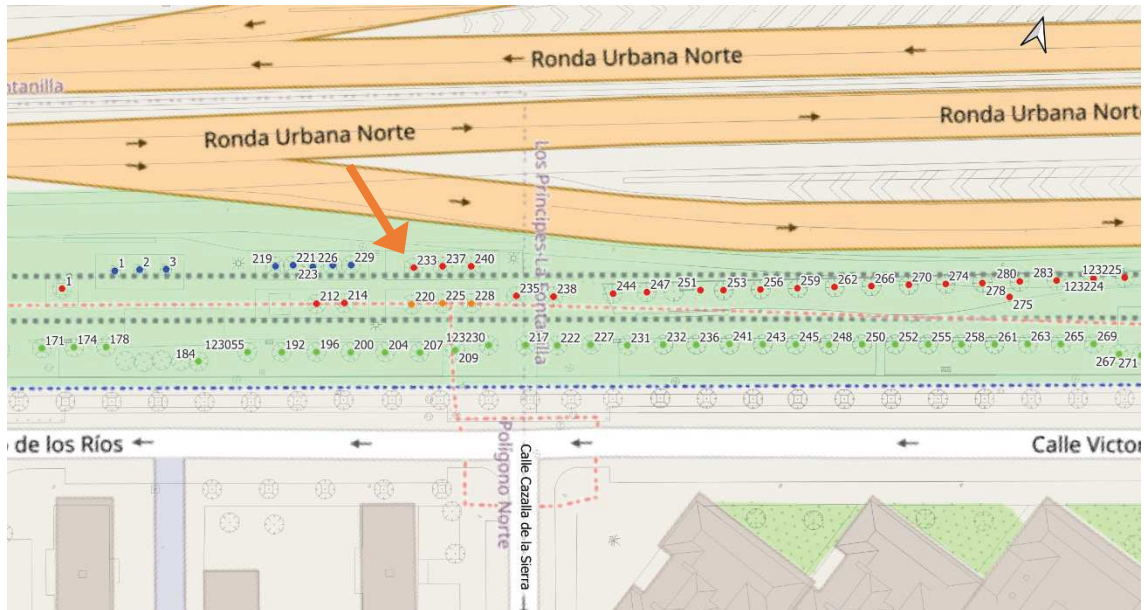 Ronda Urbana Norte
ntanilla
Ronda Urbana Norte
Ronda Urbana Norte
Los Príncipes-La Fontanilla
219 221 226 229
223
233 237 240
1 2 3
1
212 214
220 225 228
235 238
244 247 251 253 256 259 262 266 270 274 280 283 123225
278 123224
275
171 174 178
184
123055
192 196 200 204 207
123230
209
217 222 227 231 232 236 241 243 245 248 250 252 255 258 261 263 265 269
267 271
o de los Ríos
Calle Victor
Polígono Norte
Calle Cazalla de la Sierra